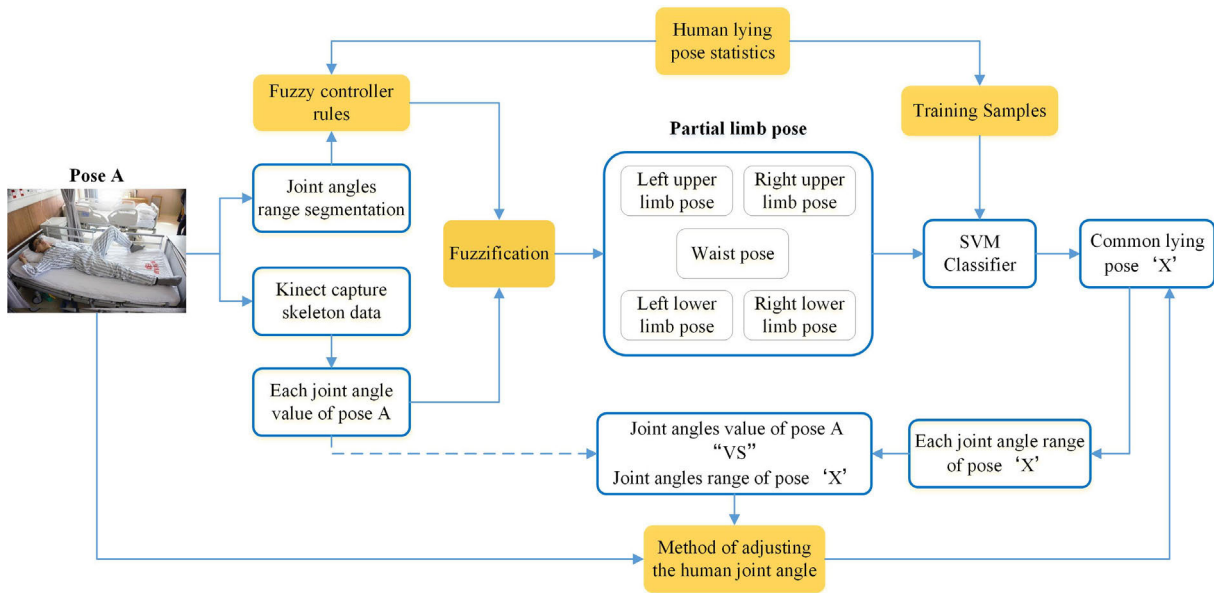 Human lying
pose statistics
Fuzzy controller
rules
Training Samples
Partial limb pose
Pose A
Joint angles
range segmentation
Left upper
limb pose
Right upper
limb pose
Fuzzification
Waist pose
SVM
Classifier
Common lying
pose ‘X’
Kinect capture
skeleton data
Left lower
limb pose
Right lower
limb pose
Each joint angle
value of pose A
Joint angles value of pose A
“VS”
Joint angles range of pose ‘X’
Each joint angle range
of pose ‘X’
Method of adjusting
the human joint angle